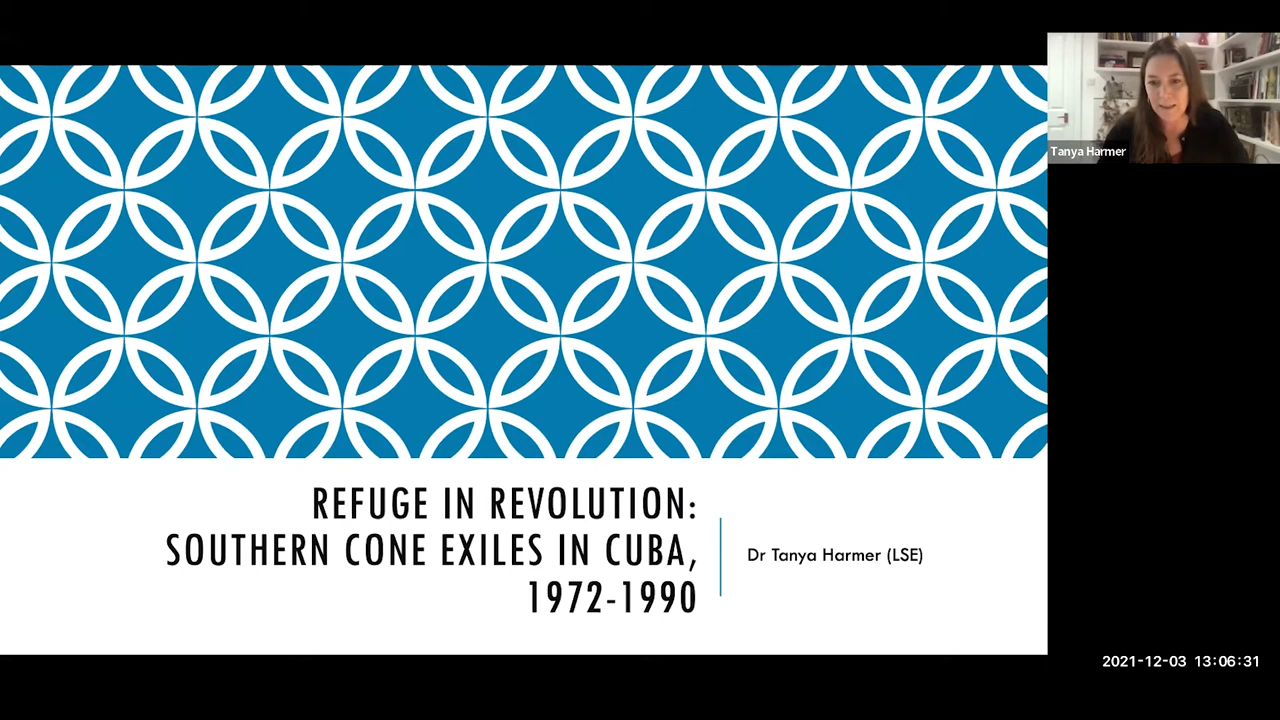 Tanya Harmer
REFUGE IN REVOLUTION:
SOUTHERN CONE EXILES IN CUBA,
1972-1990
Dr Tanya Harmer (LSE)
2021-12-03 13:06:31